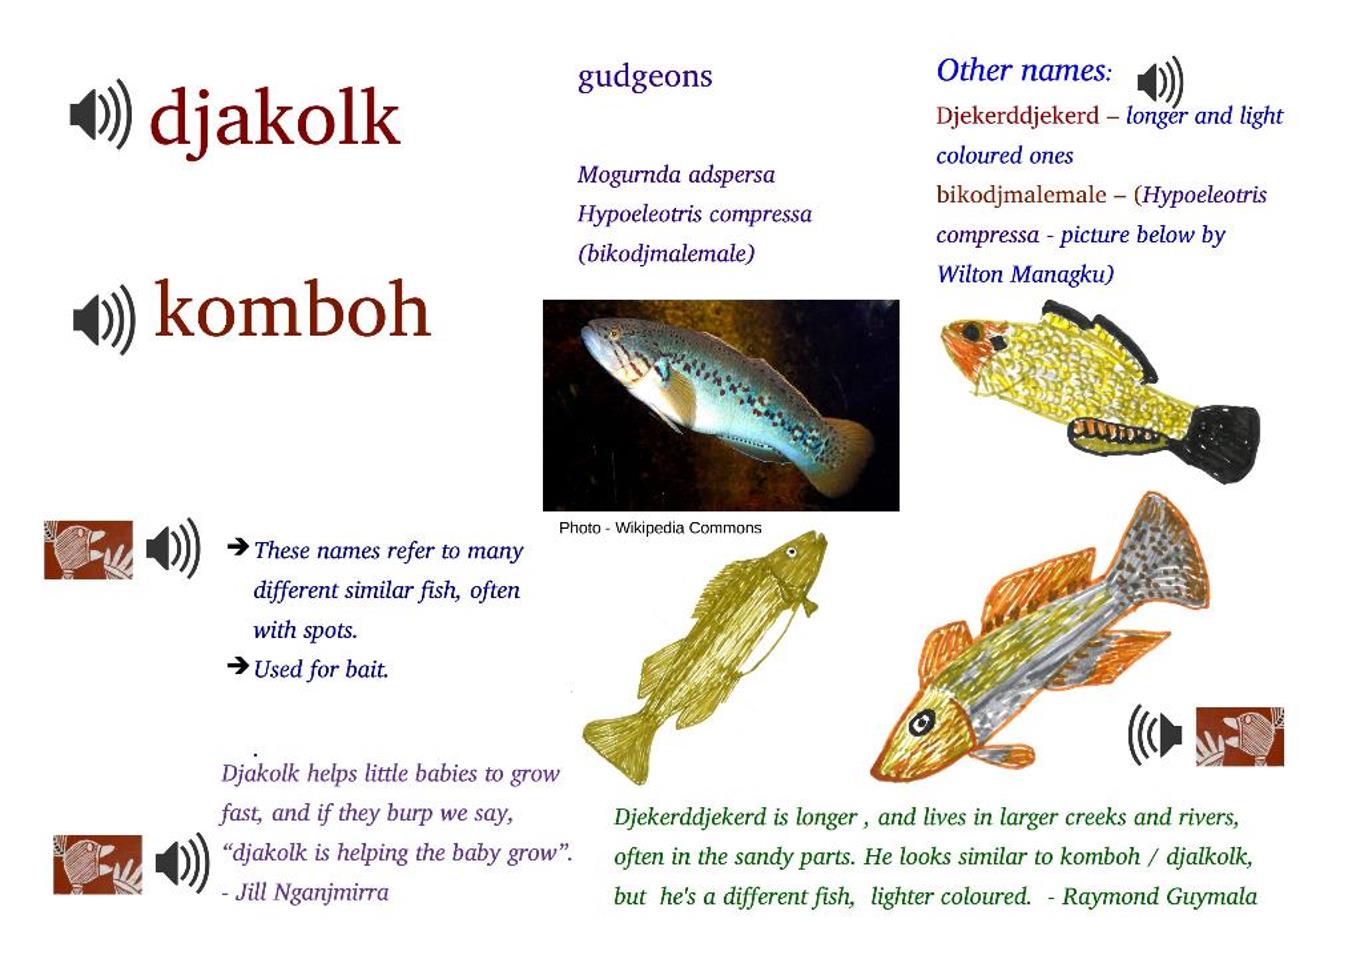 djakolk
komboh
gudgeons
Mogurnda adspersa
Hypoeleotris compressa
(bikodjmalemale)
Other names:
Djekerddjekerd – longer and light
coloured ones
bikodjmalemale – (Hypoeleotris
compressa - picture below by
Wilton Managku)
Photo - Wikipedia Commons
➔ These names refer to many
different similar fish, often
with spots.
➔ Used for bait.
Djakolk helps little babies to grow
fast, and if they burp we say,
“djakolk is helping the baby grow”.
- Jill Nganjmirra
Djekerddjekerd is longer , and lives in larger creeks and rivers,
often in the sandy parts. He looks similar to komboh / djalkolk,
but he's a different fish, lighter coloured. - Raymond Guymala